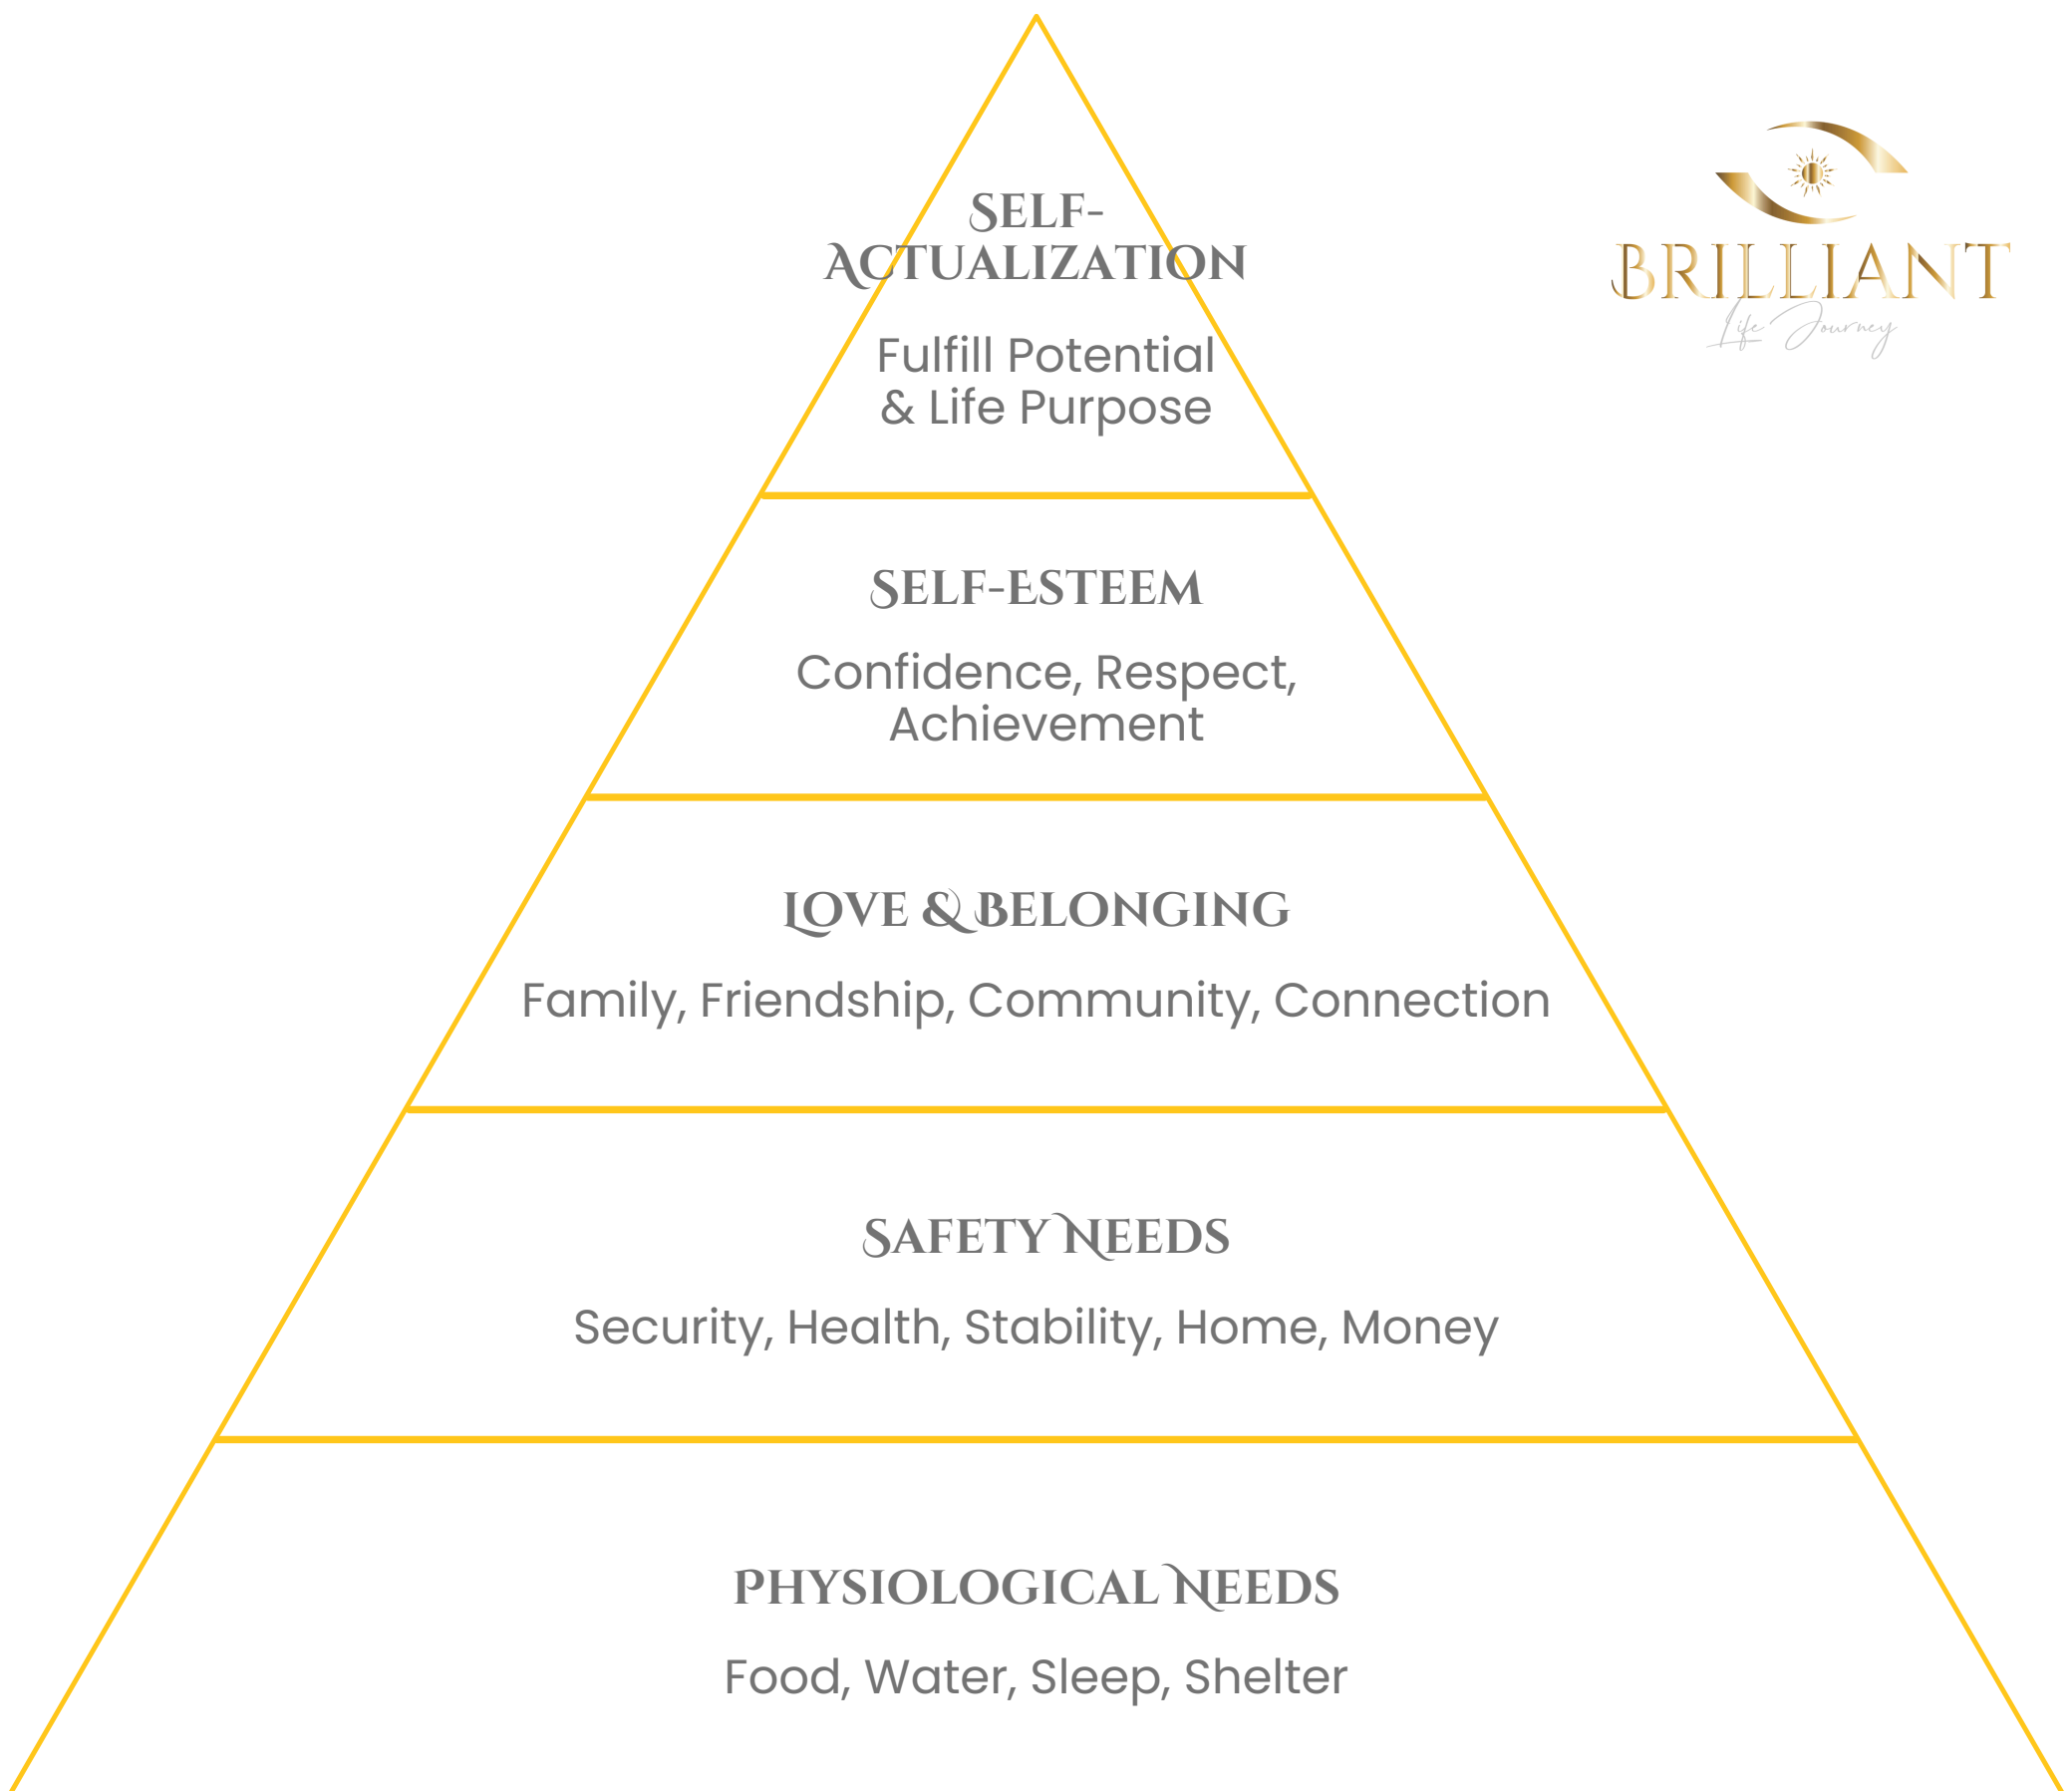 Self-
Actualization
Fulfill Potential
& Life Purpose
BRILLIANT
Life Journey
Self-esteem
Confidence, Respect,
Achievement
Love & Belonging
Family, Friendship, Community, Connection
Safety Needs
Security, Health, Stability, Home, Money
Physiological Needs
Food, Water, Sleep, Shelter